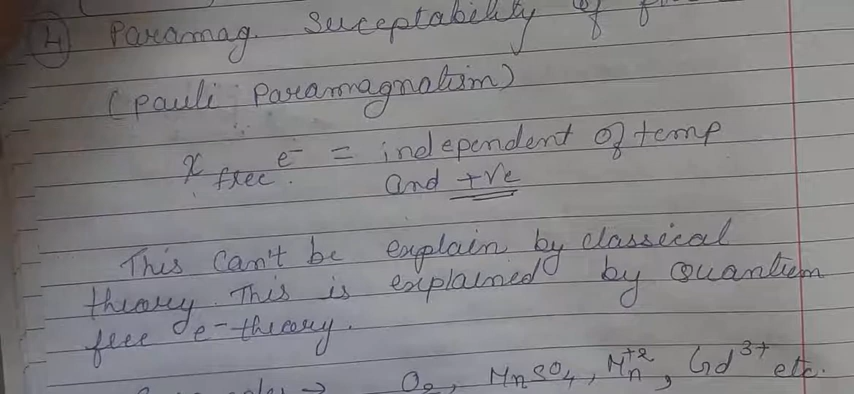 ④ Paramag. Suceptability of
(Pauli Paramagnatism)
χ free e⁻ = independent of temp
and +ve
This can't be explain by classical
theory. This is explained by Quantum
free e-theory.
→ O₂, MnSO₄, Mn⁺², Gd³⁺ etc.